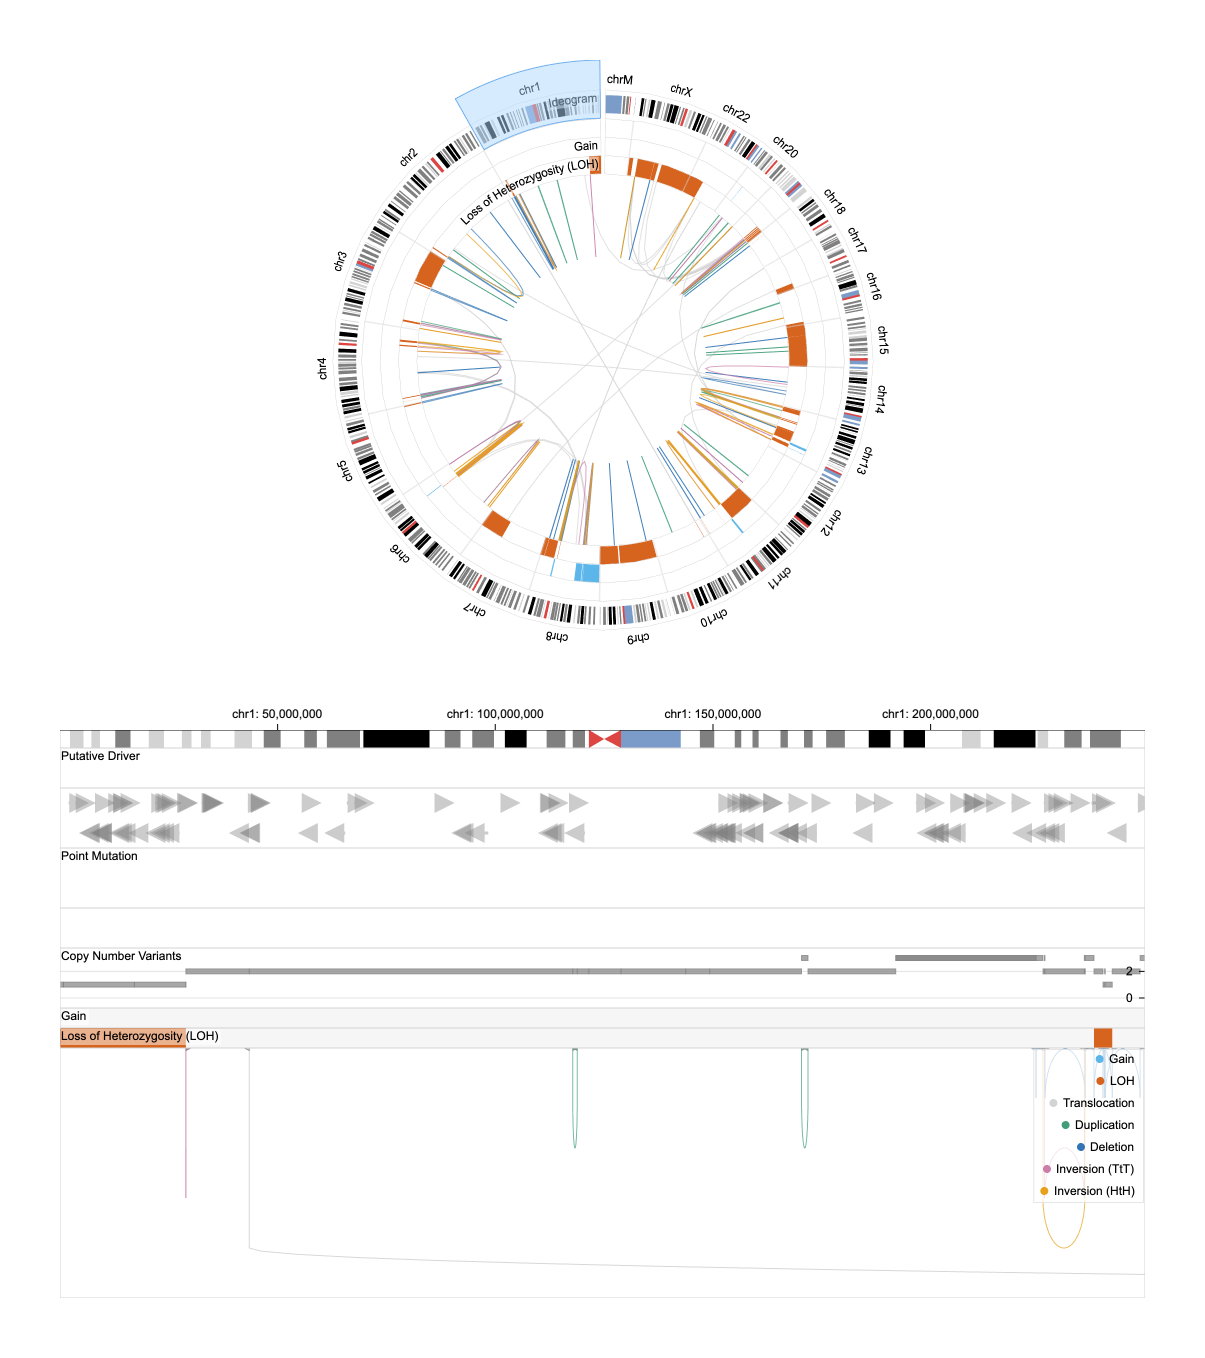 chrM
chrX
chr22
chr20
chr18
chr17
chr16
chr15
chr14
chr13
chr12
chr11
chr10
chr9
chr8
chr7
chr6
chr5
chr4
chr3
chr2
chr1
Ideogram
Gain
Loss of Heterozygosity (LOH)
chr1: 50,000,000
chr1: 100,000,000
chr1: 150,000,000
chr1: 200,000,000
Putative Driver
Point Mutation
Copy Number Variants
2
0
Gain
Loss of Heterozygosity (LOH)
Gain
LOH
Translocation
Duplication
Deletion
Inversion (TtT)
Inversion (HtH)